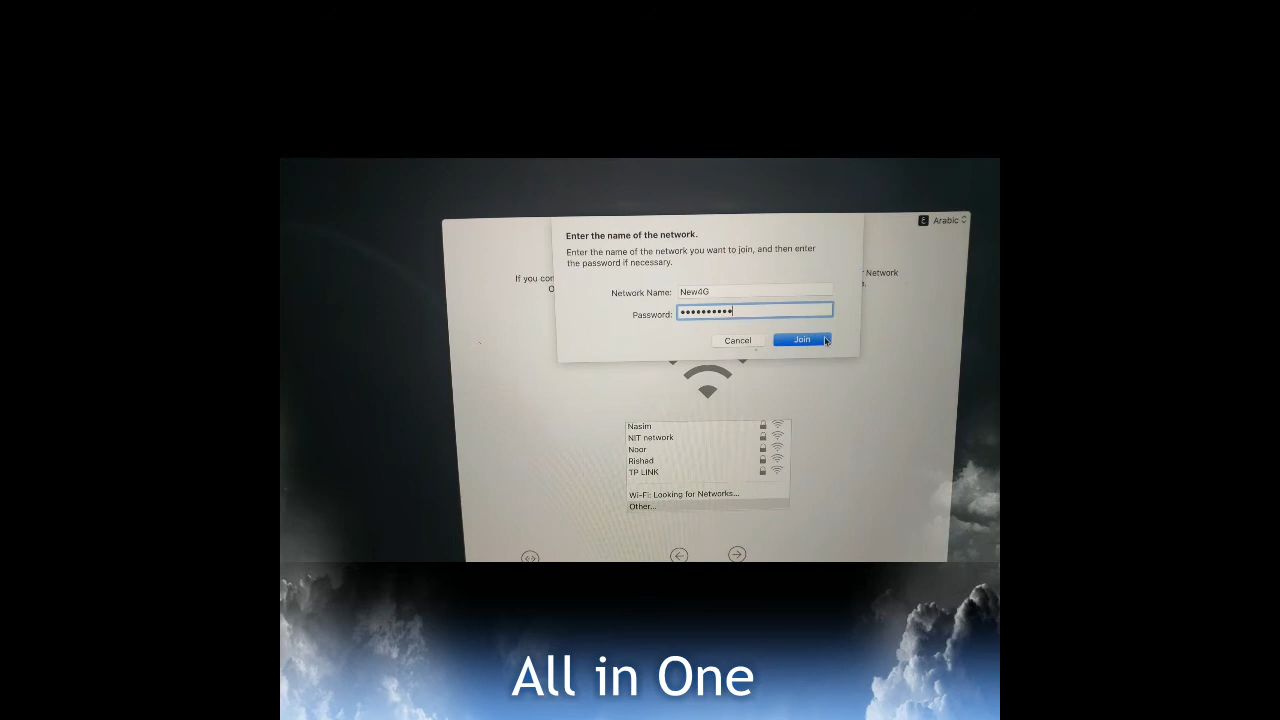 ع Arabic
Enter the name of the network.
Enter the name of the network you want to join, and then enter
the password if necessary.
If you con
Network
Network Name: New4G
Password: ••••••••••
Cancel Join
Nasim
NIT network
Noor
Rishad
TP LINK
Wi-Fi: Looking for Networks...
Other...
All in One